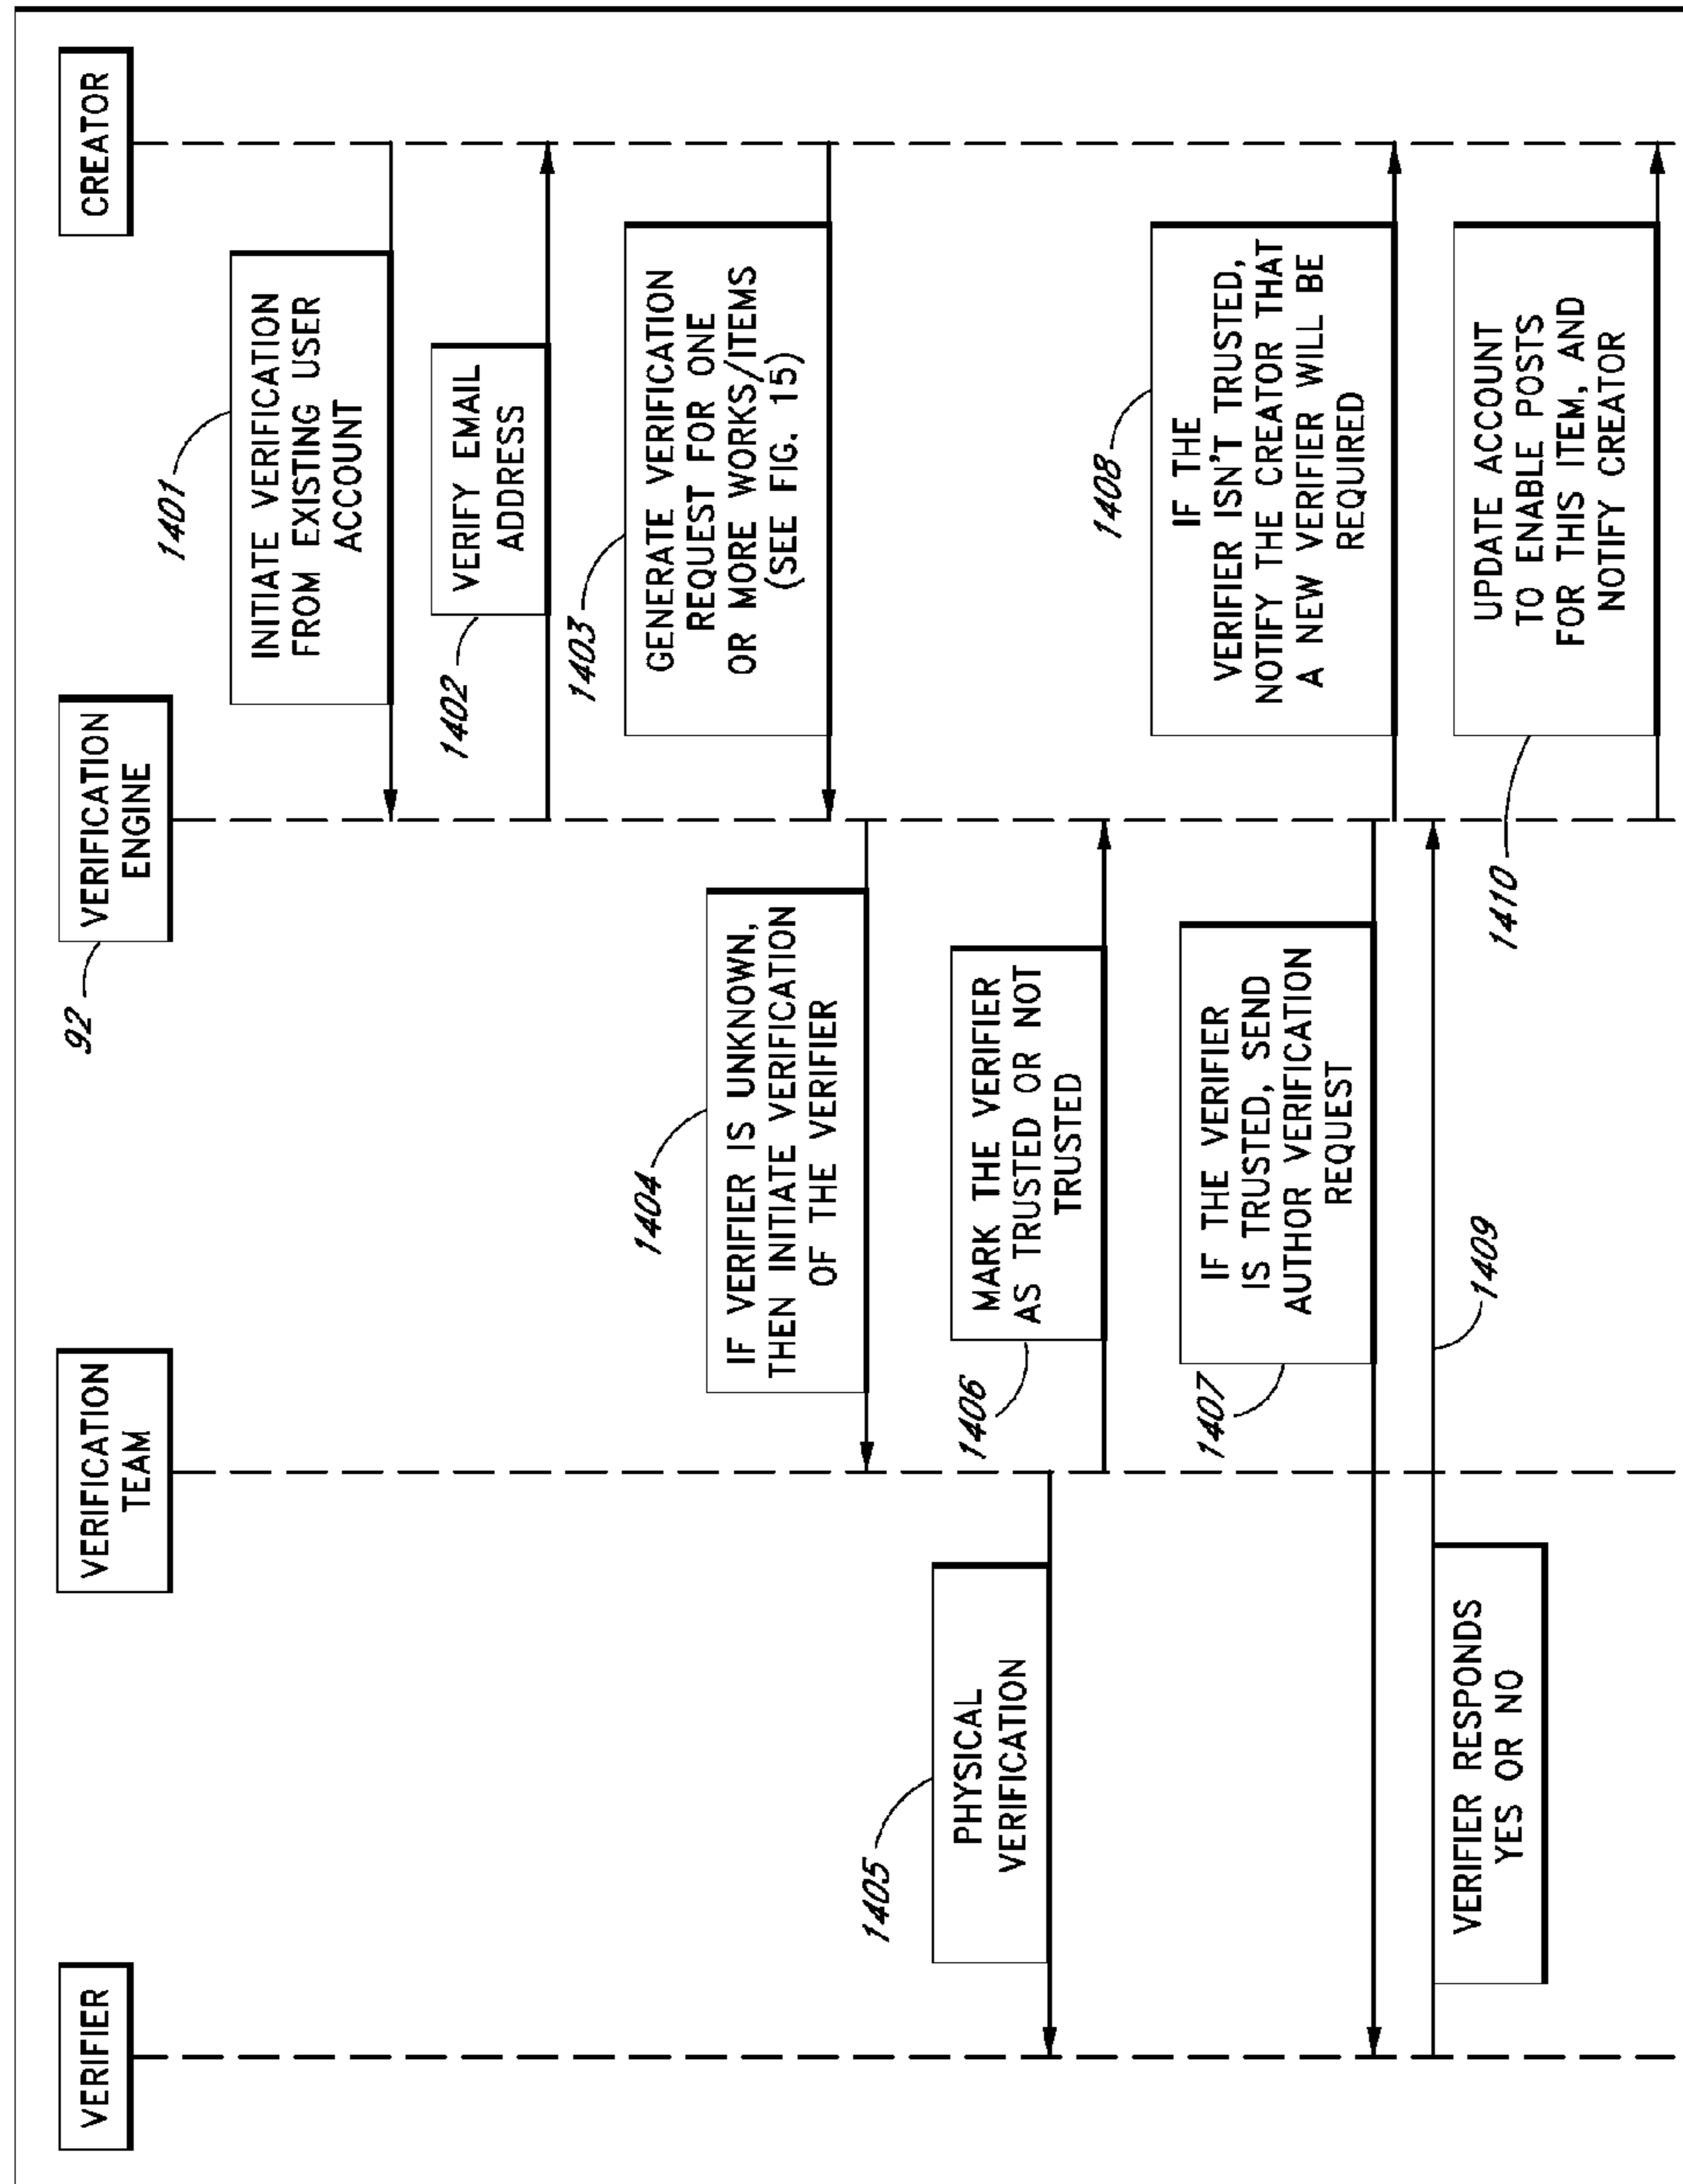 VERIFIER
VERIFICATION
TEAM
92
VERIFICATION
ENGINE
CREATOR
1401
INITIATE VERIFICATION
FROM EXISTING USER
ACCOUNT
1402
VERIFY EMAIL
ADDRESS
1403
GENERATE VERIFICATION
REQUEST FOR ONE
OR MORE WORKS/ITEMS
(SEE FIG. 15)
1404
IF VERIFIER IS UNKNOWN,
THEN INITIATE VERIFICATION
OF THE VERIFIER
1405
PHYSICAL
VERIFICATION
1406
MARK THE VERIFIER
AS TRUSTED OR NOT
TRUSTED
1407
IF THE VERIFIER
IS TRUSTED, SEND
AUTHOR VERIFICATION
REQUEST
1408
IF THE
VERIFIER ISN'T TRUSTED,
NOTIFY THE CREATOR THAT
A NEW VERIFIER WILL BE
REQUIRED
1409
VERIFIER RESPONDS
YES OR NO
1410
UPDATE ACCOUNT
TO ENABLE POSTS
FOR THIS ITEM, AND
NOTIFY CREATOR